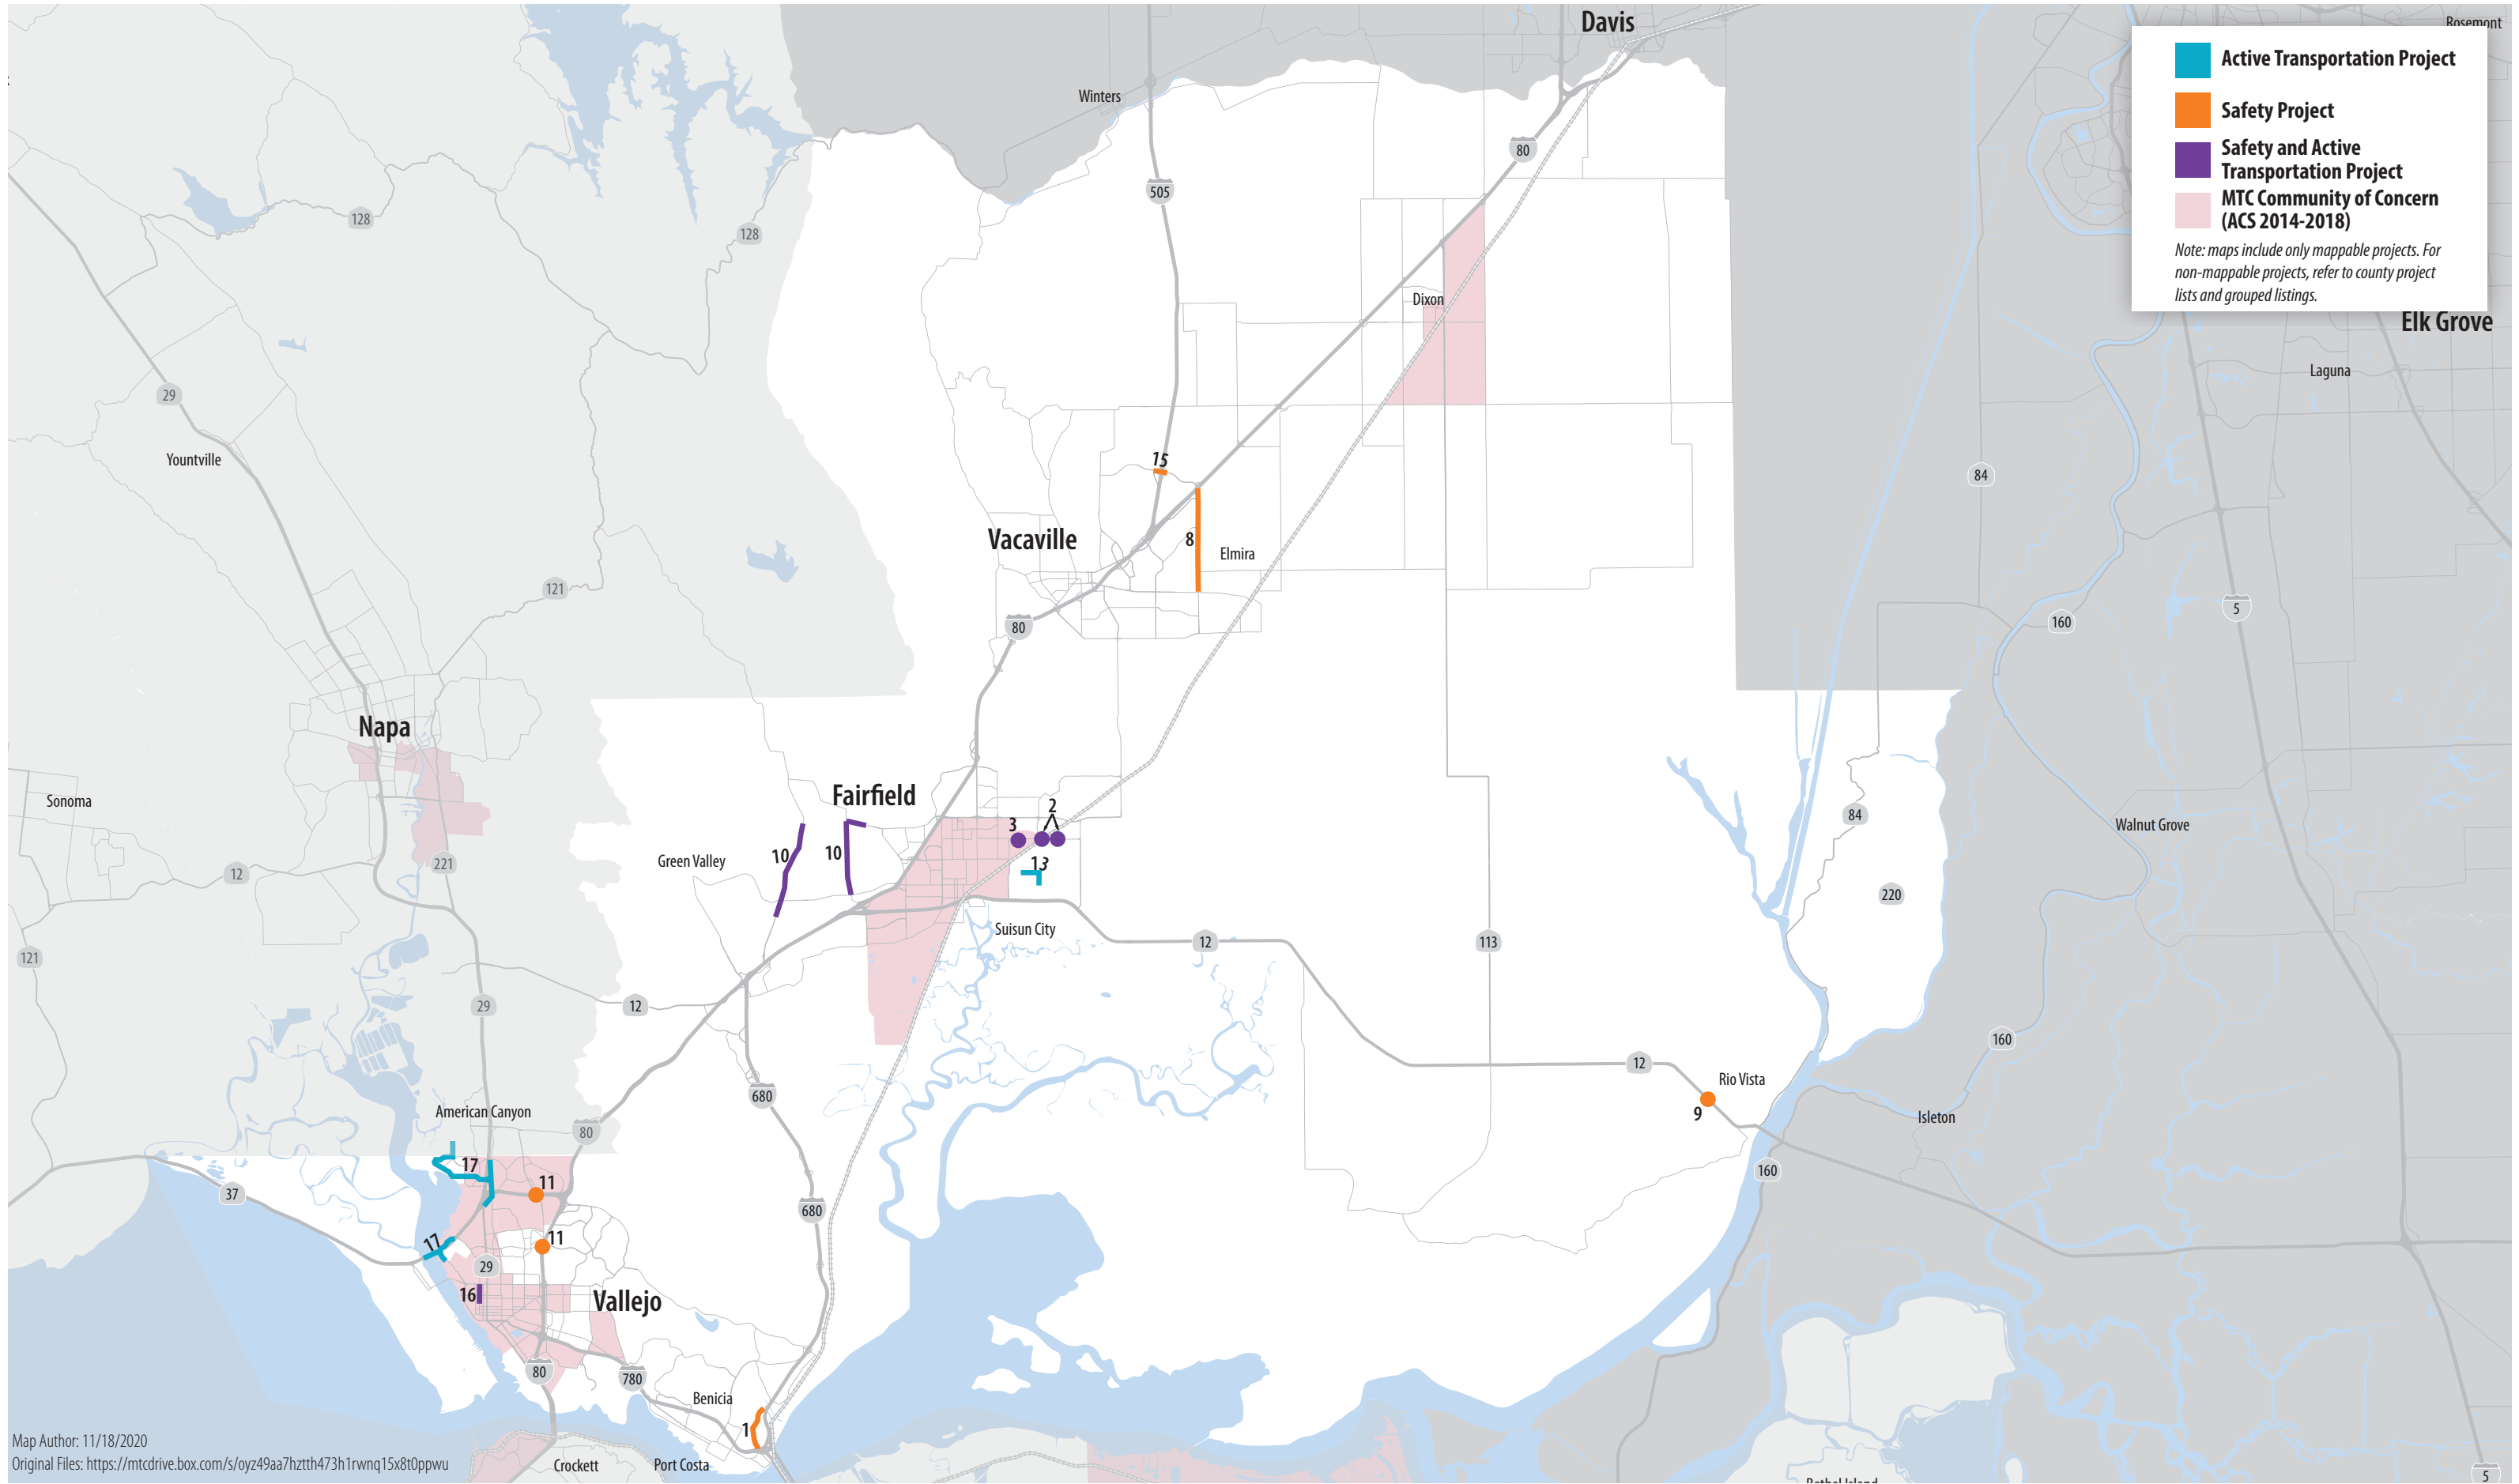 Davis
Rosemont
Active Transportation Project
Safety Project
Safety and Active
Transportation Project
MTC Community of Concern
(ACS 2014-2018)
Note: maps include only mappable projects. For
non-mappable projects, refer to county project
lists and grouped listings.
Winters
80
505
128
128
Dixon
Elk Grove
Laguna
29
Yountville
15
84
8
Vacaville
Elmira
121
5
160
80
Napa
Sonoma
Fairfield
2
3
84
Walnut Grove
10
10
Green Valley
13
221
12
220
Suisun City
12
113
121
29
12
160
12
680
Rio Vista
9
Isleton
American Canyon
80
17
11
160
37
680
17
11
29
16
Vallejo
80
780
Benicia
1
Map Author: 11/18/2020
Original Files: https://mtcdrive.box.com/s/oyz49aa7hztth473h1rwnq15x8t0ppwu
Crockett
Port Costa
5